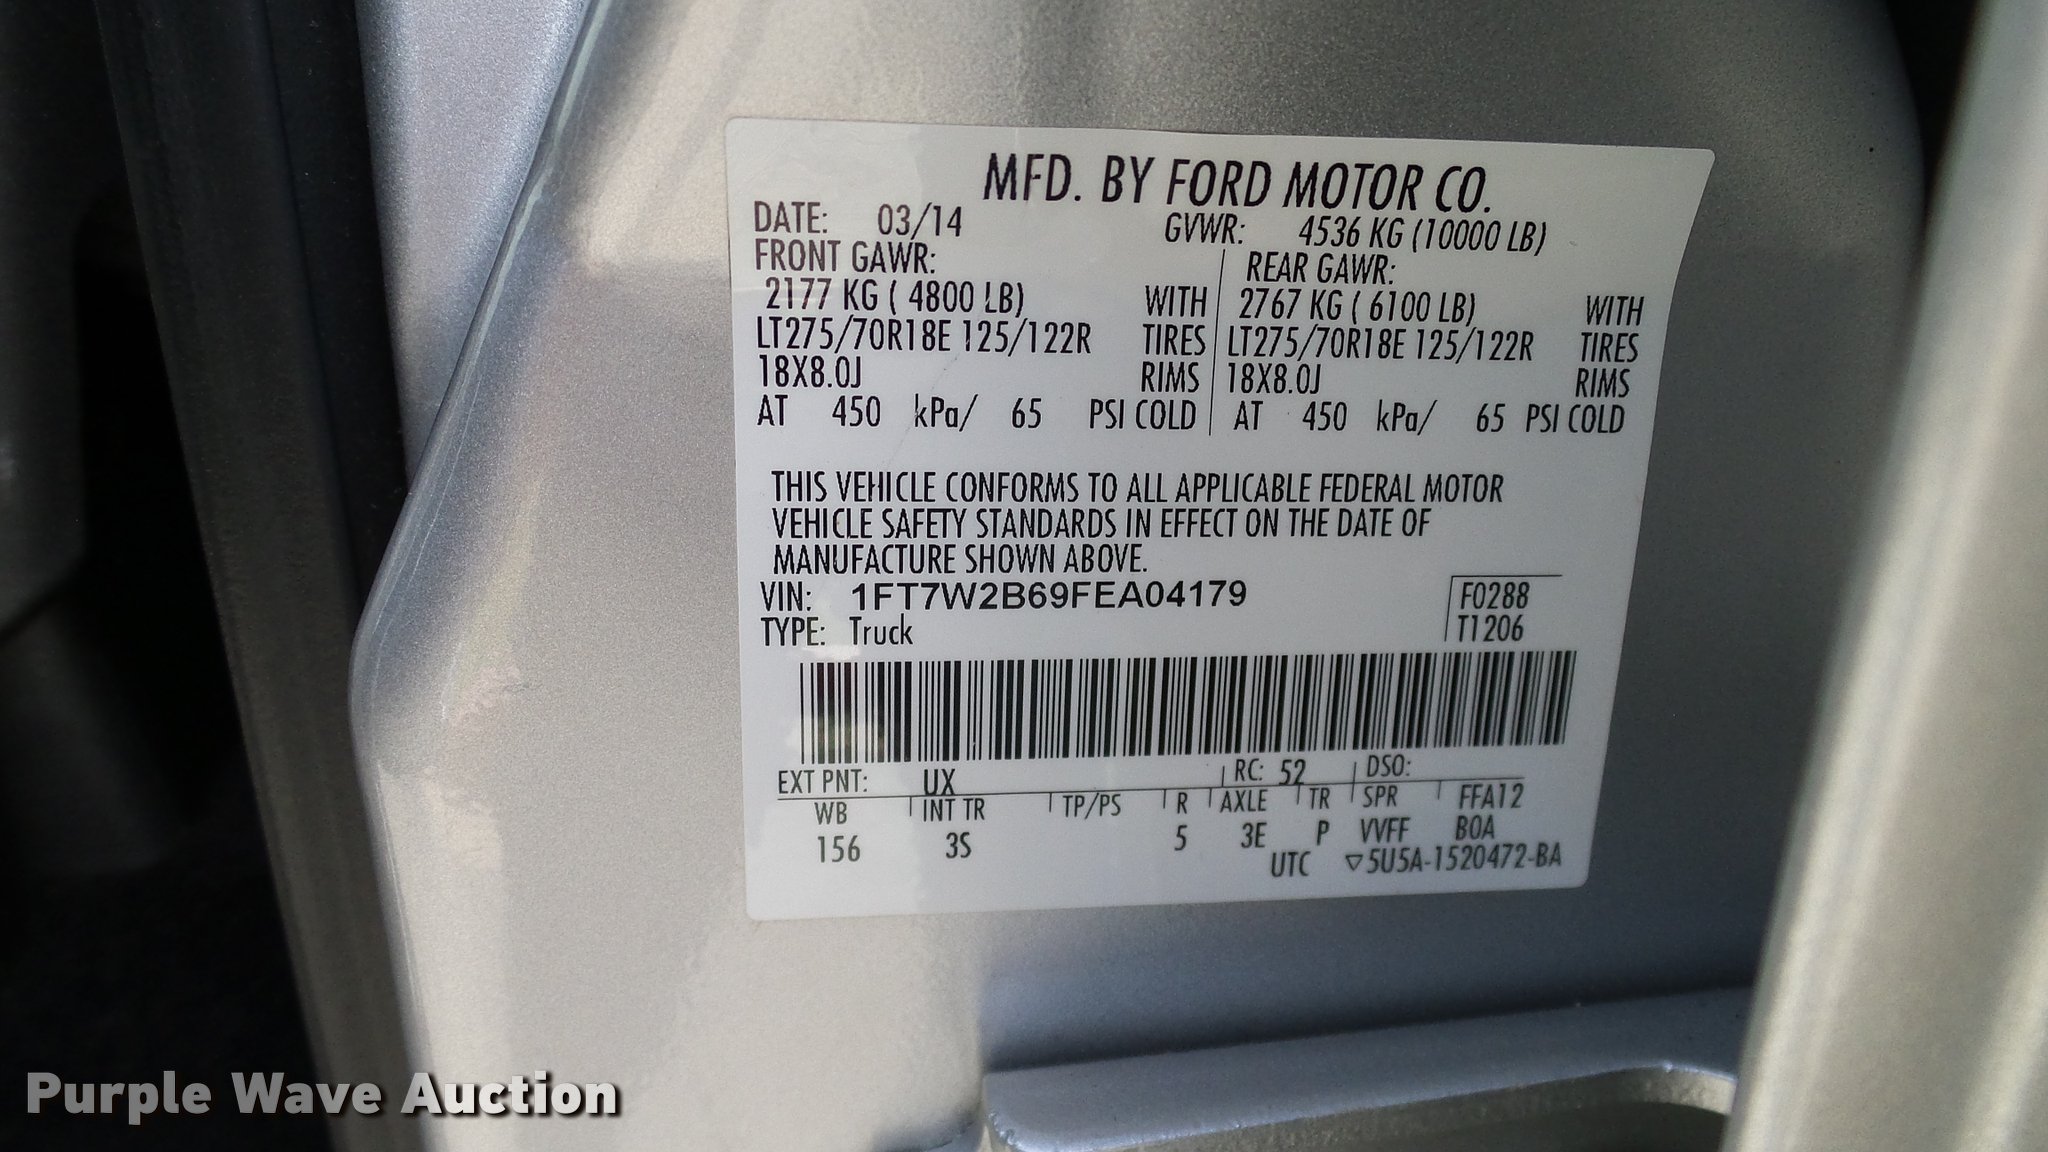 MFD. BY FORD MOTOR CO.
DATE: 03/14 GVWR: 4536 KG (10000 LB)
FRONT GAWR: REAR GAWR:
2177 KG ( 4800 LB) WITH 2767 KG ( 6100 LB) WITH
LT275/70R18E 125/122R TIRES LT275/70R18E 125/122R TIRES
18X8.0J RIMS 18X8.0J RIMS
AT 450 kPa/ 65 PSI COLD AT 450 kPa/ 65 PSI COLD
THIS VEHICLE CONFORMS TO ALL APPLICABLE FEDERAL MOTOR
VEHICLE SAFETY STANDARDS IN EFFECT ON THE DATE OF
MANUFACTURE SHOWN ABOVE.
VIN: 1FT7W2B69FEA04179 F0288
TYPE: Truck T1206
EXT PNT: UX RC: 52 DSO:
WB INT TR TP/PS R AXLE TR SPR FFA12
156 3S 5 3E P VVFF BOA
UTC ▽5U5A-1520472-BA
Purple Wave Auction